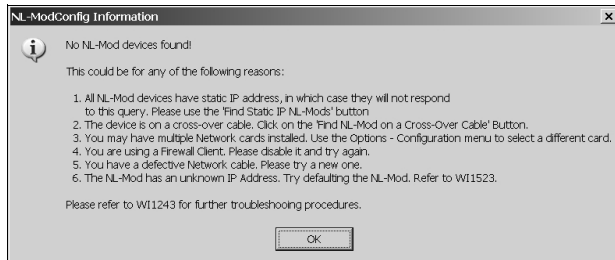 NL-ModConfig Information
No NL-Mod devices found!
This could be for any of the following reasons:
1. All NL-Mod devices have static IP address, in which case they will not respond
to this query. Please use the 'Find Static IP NL-Mods' button
2. The device is on a cross-over cable. Click on the 'Find NL-Mod on a Cross-Over Cable' Button.
3. You may have multiple Network cards installed. Use the Options - Configuration menu to select a different card.
4. You are using a Firewall Client. Please disable it and try again.
5. You have a defective Network cable. Please try a new one.
6. The NL-Mod has an unknown IP Address. Try defaulting the NL-Mod. Refer to WI1523.
Please refer to WI1243 for further troubleshooing procedures.
OK